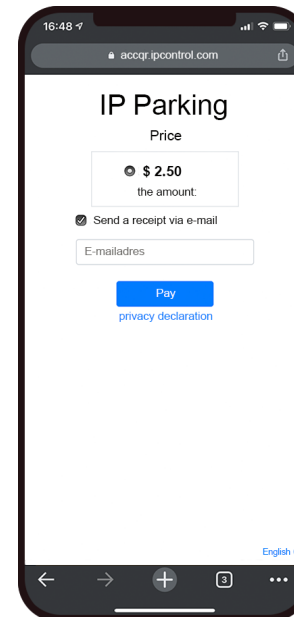 16:48
accqr.ipcontrol.com
IP Parking
Price
$ 2.50
the amount:
Send a receipt via e-mail
E-mailadres
Pay
privacy declaration
English
3